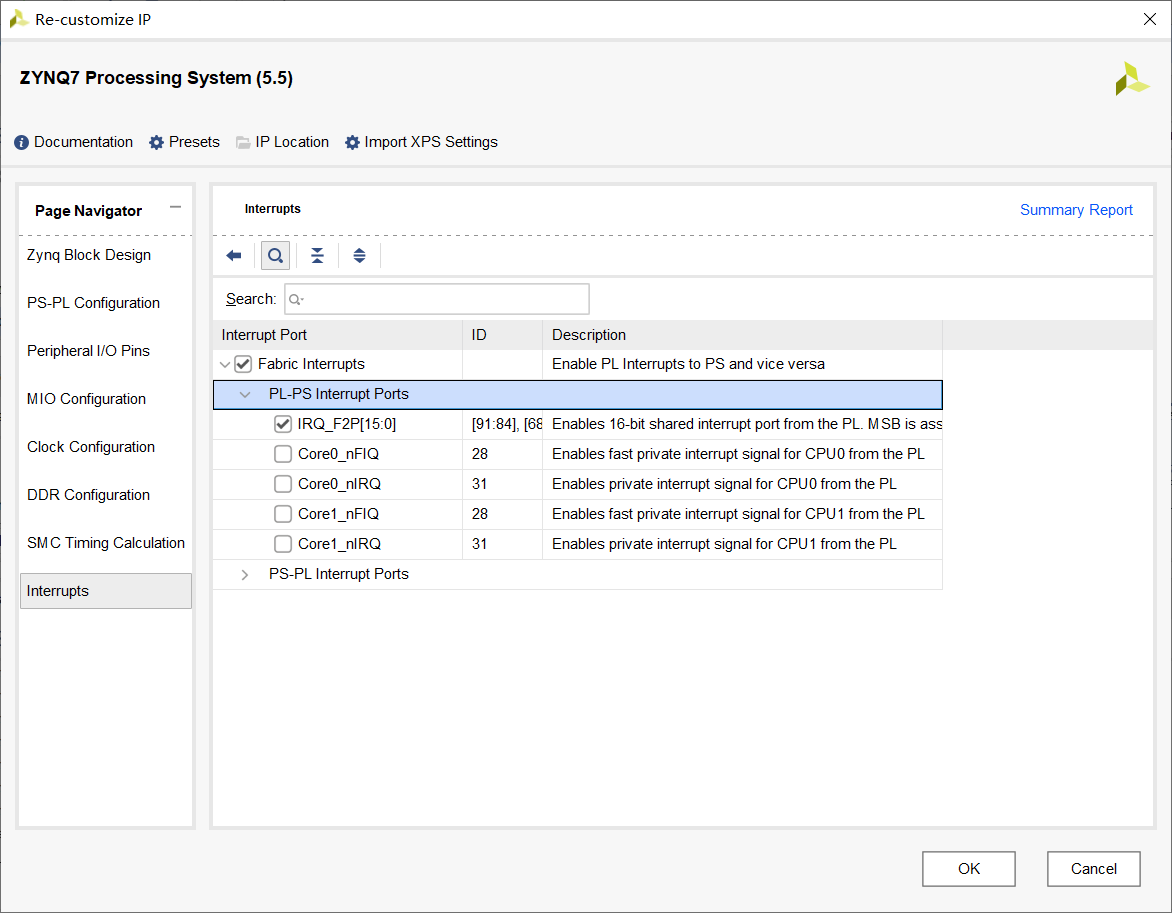 Re-customize IP
ZYNQ7 Processing System (5.5)
Documentation Presets IP Location Import XPS Settings
Page Navigator
Zynq Block Design
PS-PL Configuration
Peripheral I/O Pins
MIO Configuration
Clock Configuration
DDR Configuration
SMC Timing Calculation
Interrupts
Interrupts Summary Report
Search:
Interrupt Port ID Description
Fabric Interrupts Enable PL Interrupts to PS and vice versa
PL-PS Interrupt Ports
IRQ_F2P[15:0] [91:84], [68 Enables 16-bit shared interrupt port from the PL. MSB is ass
Core0_nFIQ 28 Enables fast private interrupt signal for CPU0 from the PL
Core0_nIRQ 31 Enables private interrupt signal for CPU0 from the PL
Core1_nFIQ 28 Enables fast private interrupt signal for CPU1 from the PL
Core1_nIRQ 31 Enables private interrupt signal for CPU1 from the PL
PS-PL Interrupt Ports
OK Cancel